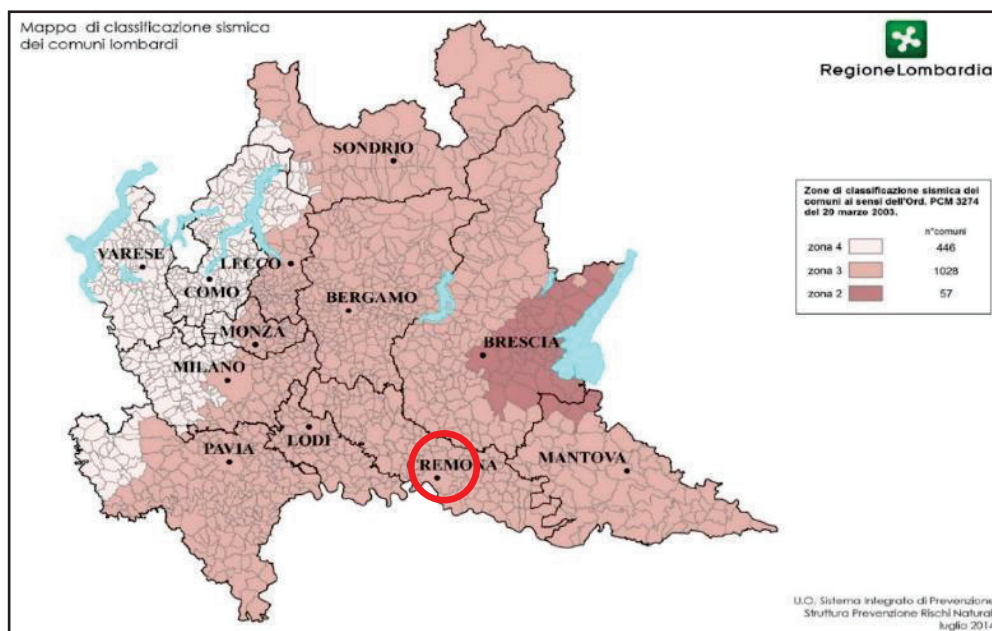 Mappa di classificazione sismica
dei comuni lombardi
RegioneLombardia
SONDRIO
VARESE
LECCO
COMO
BERGAMO
MONZA
BRESCIA
MILANO
LODI
PAVIA
REMONA
MANTOVA
Zone di classificazione sismica dei
comuni ai sensi dell'Ord. PCM 3274
del 20 marzo 2003.
n°comuni
zona 4 446
zona 3 1028
zona 2 57
U.O. Sistema Integrato di Prevenzione
Struttura Prevenzione Rischi Natural
luglio 2014